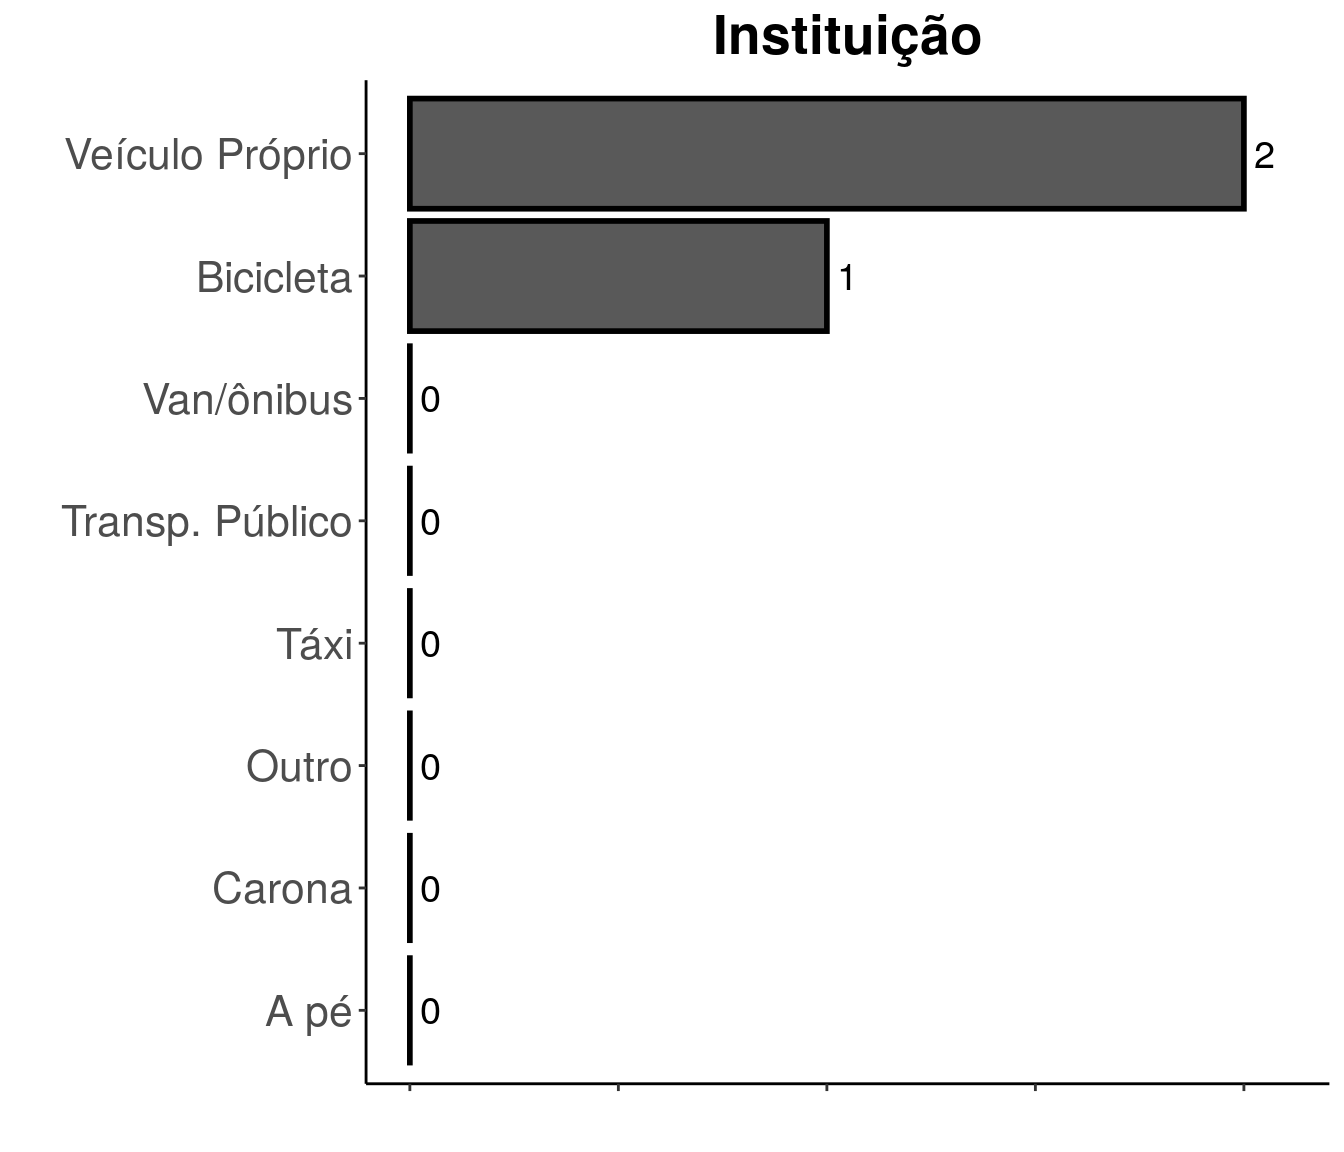 Instituição
Veículo Próprio 2
Bicicleta 1
Van/ônibus 0
Transp. Público 0
Táxi 0
Outro 0
Carona 0
A pé 0